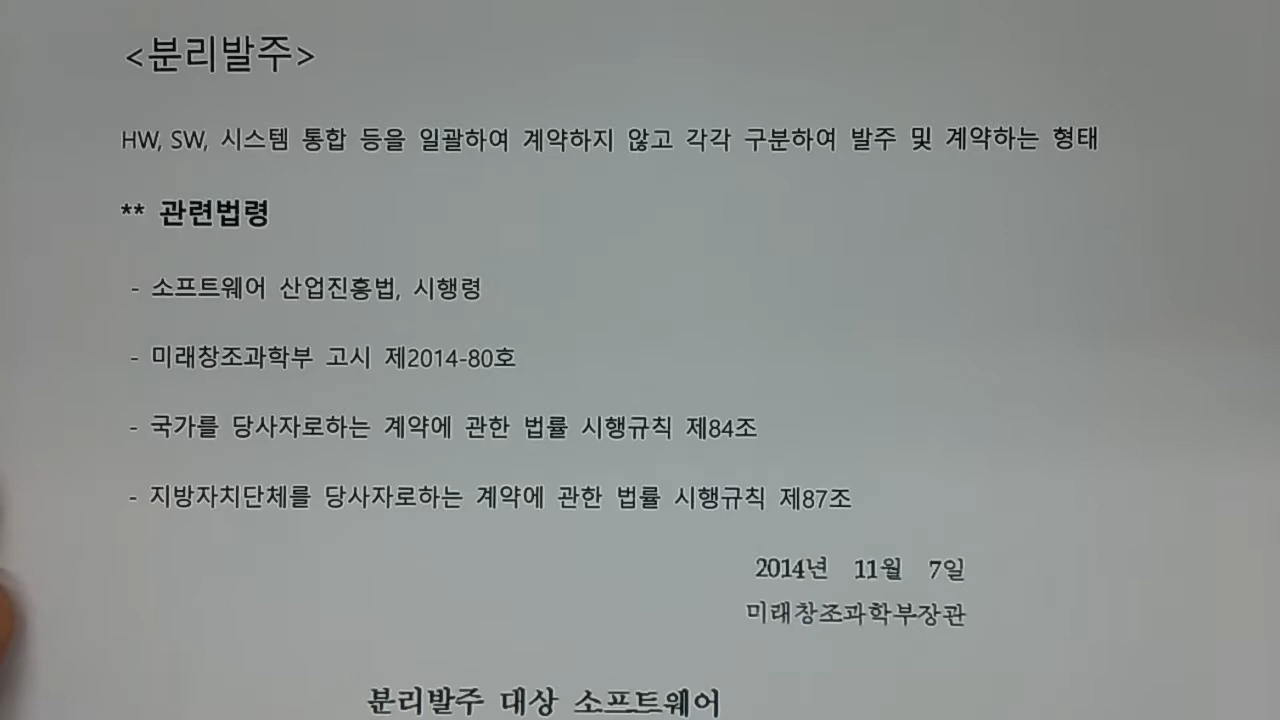 <분리발주>
HW, SW, 시스템 통합 등을 일괄하여 계약하지 않고 각각 구분하여 발주 및 계약하는 형태
** 관련법령
- 소프트웨어 산업진흥법, 시행령
- 미래창조과학부 고시 제2014-80호
- 국가를 당사자로하는 계약에 관한 법률 시행규칙 제84조
- 지방자치단체를 당사자로하는 계약에 관한 법률 시행규칙 제87조
2014년 11월 7일
미래창조과학부장관
분리발주 대상 소프트웨어